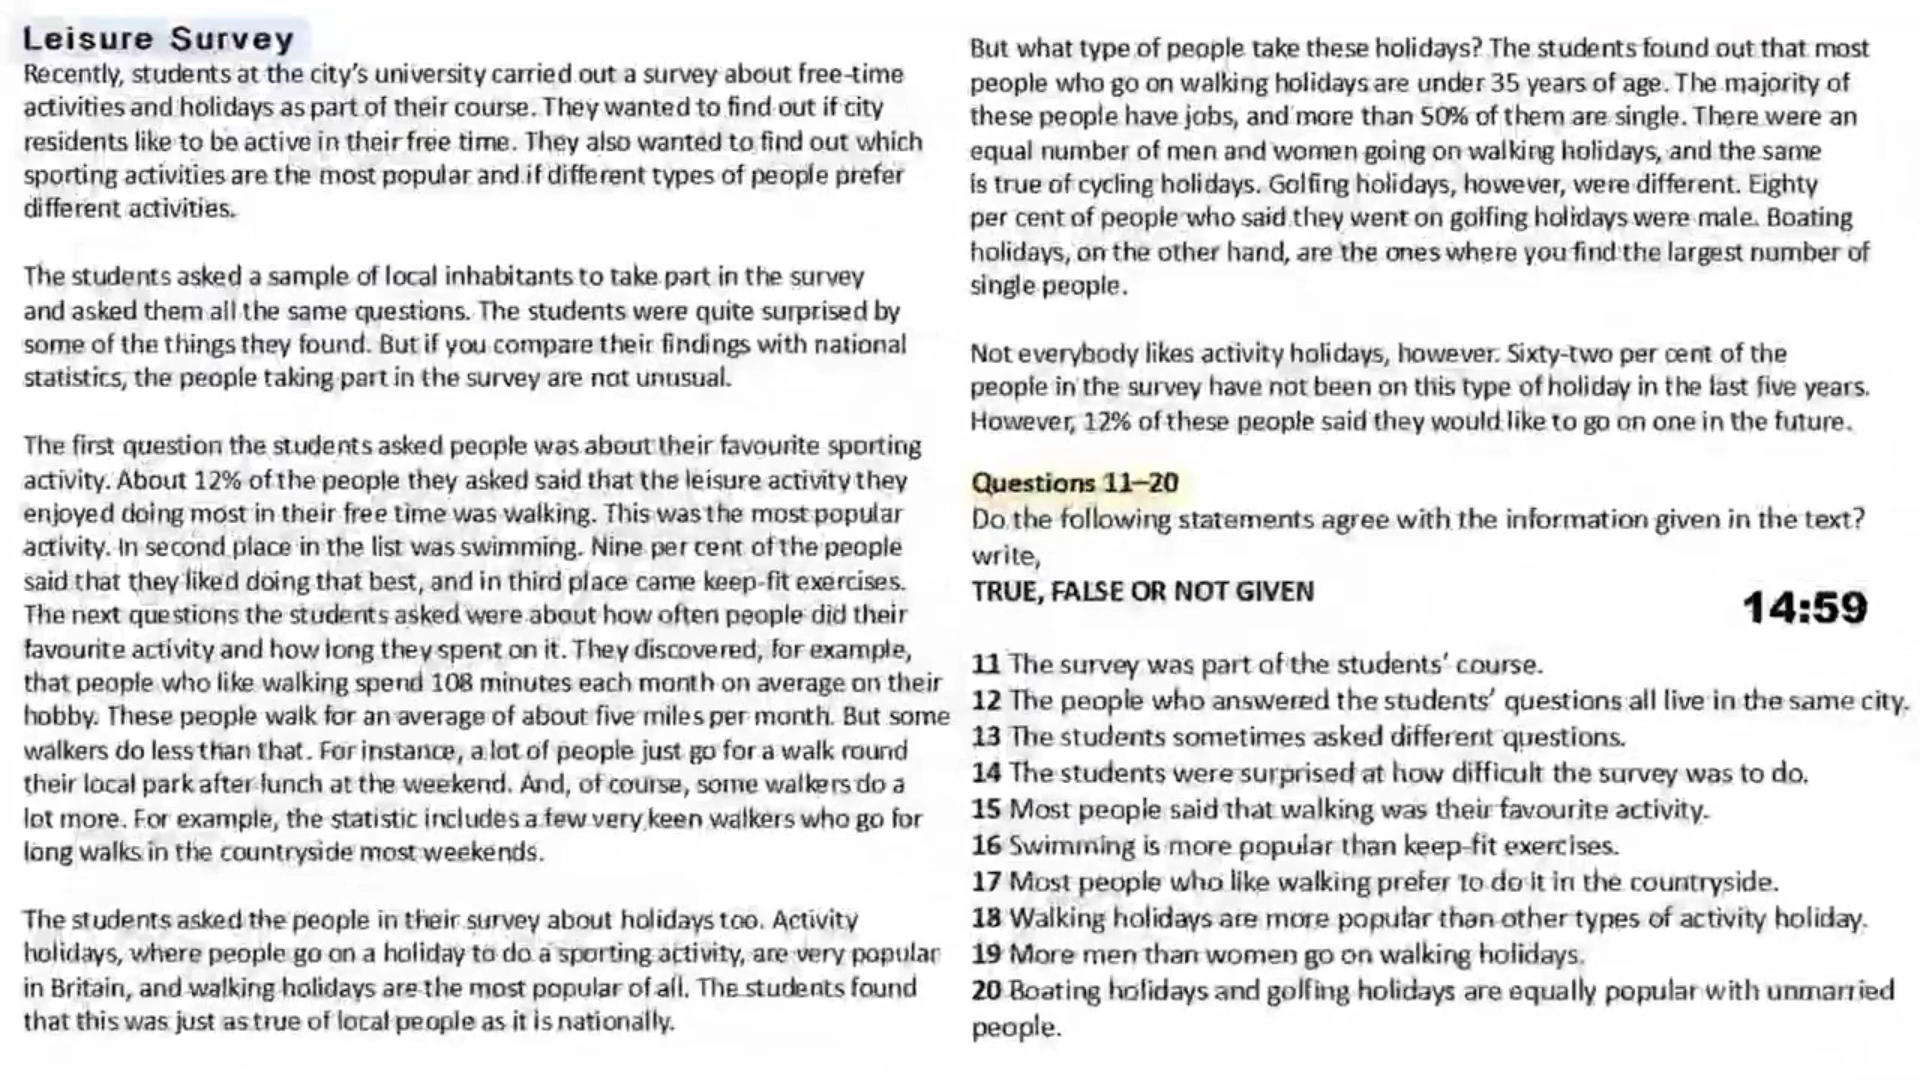 Leisure Survey
Recently, students at the city's university carried out a survey about free-time
activities and holidays as part of their course. They wanted to find out if city
residents like to be active in their free time. They also wanted to find out which
sporting activities are the most popular and if different types of people prefer
different activities.
The students asked a sample of local inhabitants to take part in the survey
and asked them all the same questions. The students were quite surprised by
some of the things they found. But if you compare their findings with national
statistics, the people taking part in the survey are not unusual.
The first question the students asked people was about their favourite sporting
activity. About 12% of the people they asked said that the leisure activity they
enjoyed doing most in their free time was walking. This was the most popular
activity. In second place in the list was swimming. Nine per cent of the people
said that they liked doing that best, and in third place came keep-fit exercises.
The next questions the students asked were about how often people did their
favourite activity and how long they spent on it. They discovered, for example,
that people who like walking spend 108 minutes each month on average on their
hobby. These people walk for an average of about five miles per month. But some
walkers do less than that. For instance, a lot of people just go for a walk round
their local park after lunch at the weekend. And, of course, some walkers do a
lot more. For example, the statistic includes a few very keen walkers who go for
long walks in the countryside most weekends.
The students asked the people in their survey about holidays too. Activity
holidays, where people go on a holiday to do a sporting activity, are very popular
in Britain, and walking holidays are the most popular of all. The students found
that this was just as true of local people as it is nationally.
But what type of people take these holidays? The students found out that most
people who go on walking holidays are under 35 years of age. The majority of
these people have jobs, and more than 50% of them are single. There were an
equal number of men and women going on walking holidays, and the same
is true of cycling holidays. Golfing holidays, however, were different. Eighty
per cent of people who said they went on golfing holidays were male. Boating
holidays, on the other hand, are the ones where you find the largest number of
single people.
Not everybody likes activity holidays, however. Sixty-two per cent of the
people in the survey have not been on this type of holiday in the last five years.
However, 12% of these people said they would like to go on one in the future.
Questions 11–20
Do the following statements agree with the information given in the text?
write,
TRUE, FALSE OR NOT GIVEN
14:59
11 The survey was part of the students' course.
12 The people who answered the students' questions all live in the same city.
13 The students sometimes asked different questions.
14 The students were surprised at how difficult the survey was to do.
15 Most people said that walking was their favourite activity.
16 Swimming is more popular than keep-fit exercises.
17 Most people who like walking prefer to do it in the countryside.
18 Walking holidays are more popular than other types of activity holiday.
19 More men than women go on walking holidays.
20 Boating holidays and golfing holidays are equally popular with unmarried
people.